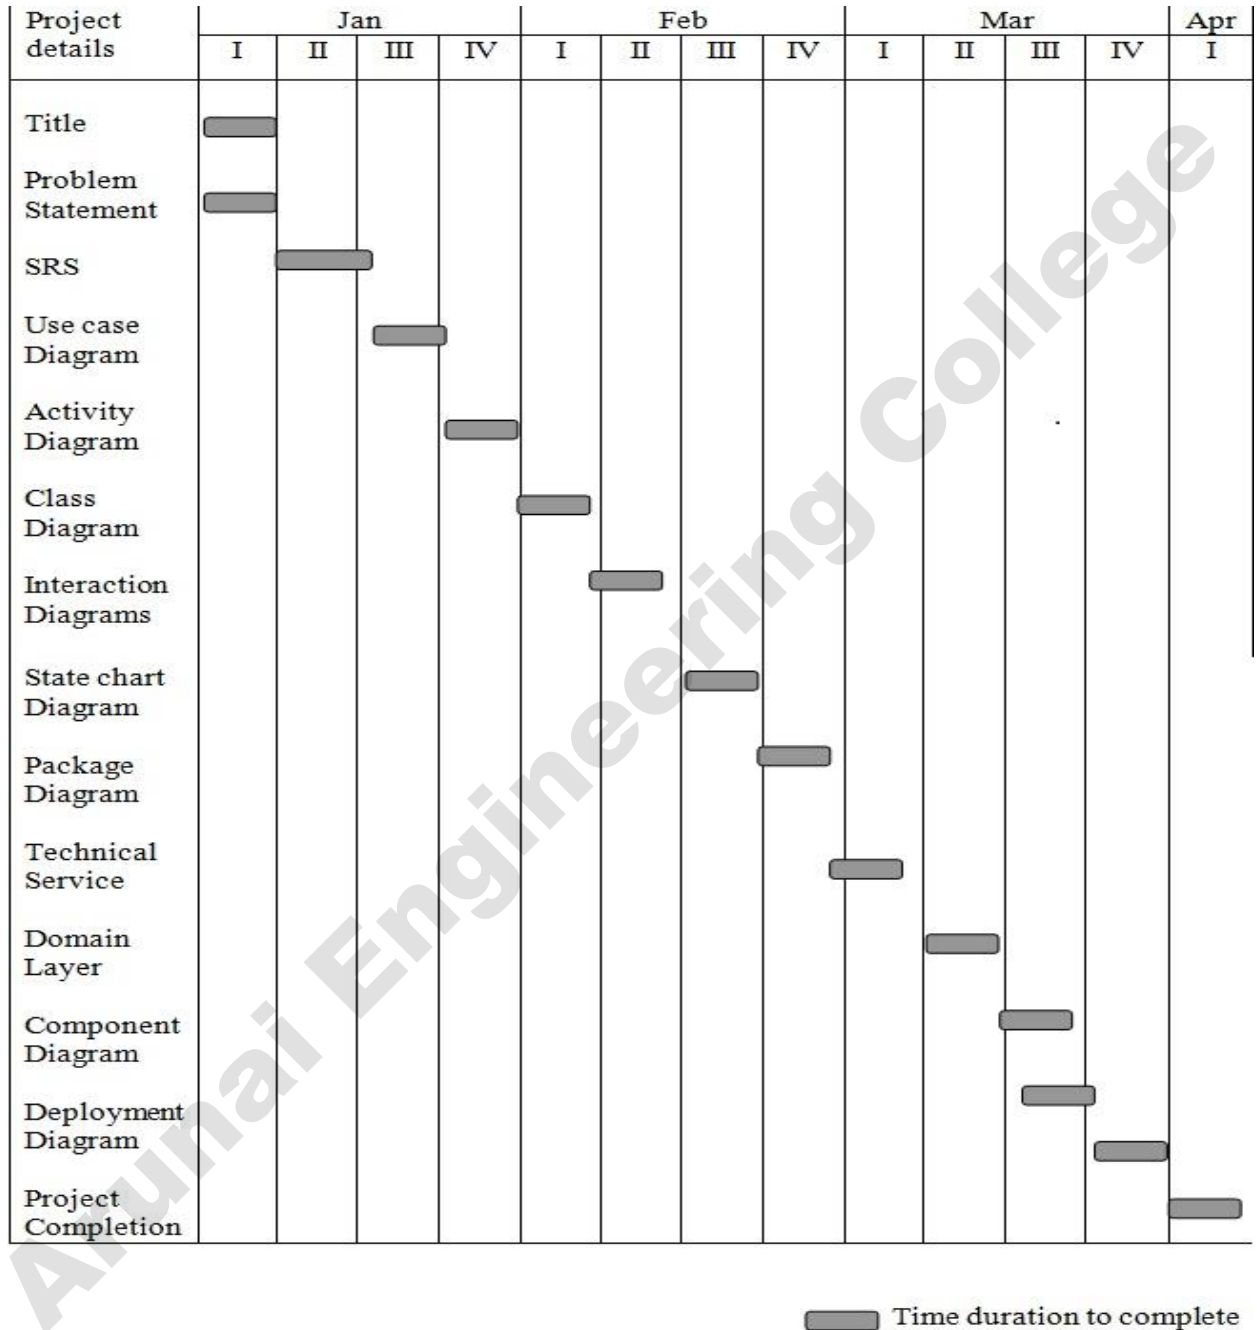 Project details Jan Feb Mar Apr
I II III IV I II III IV I II III IV I
Title
Problem
Statement
SRS
Use case
Diagram
Activity
Diagram
Class
Diagram
Interaction
Diagrams
State chart
Diagram
Package
Diagram
Technical
Service
Domain
Layer
Component
Diagram
Deployment
Diagram
Project
Completion
Time duration to complete
Arunai Engineering College